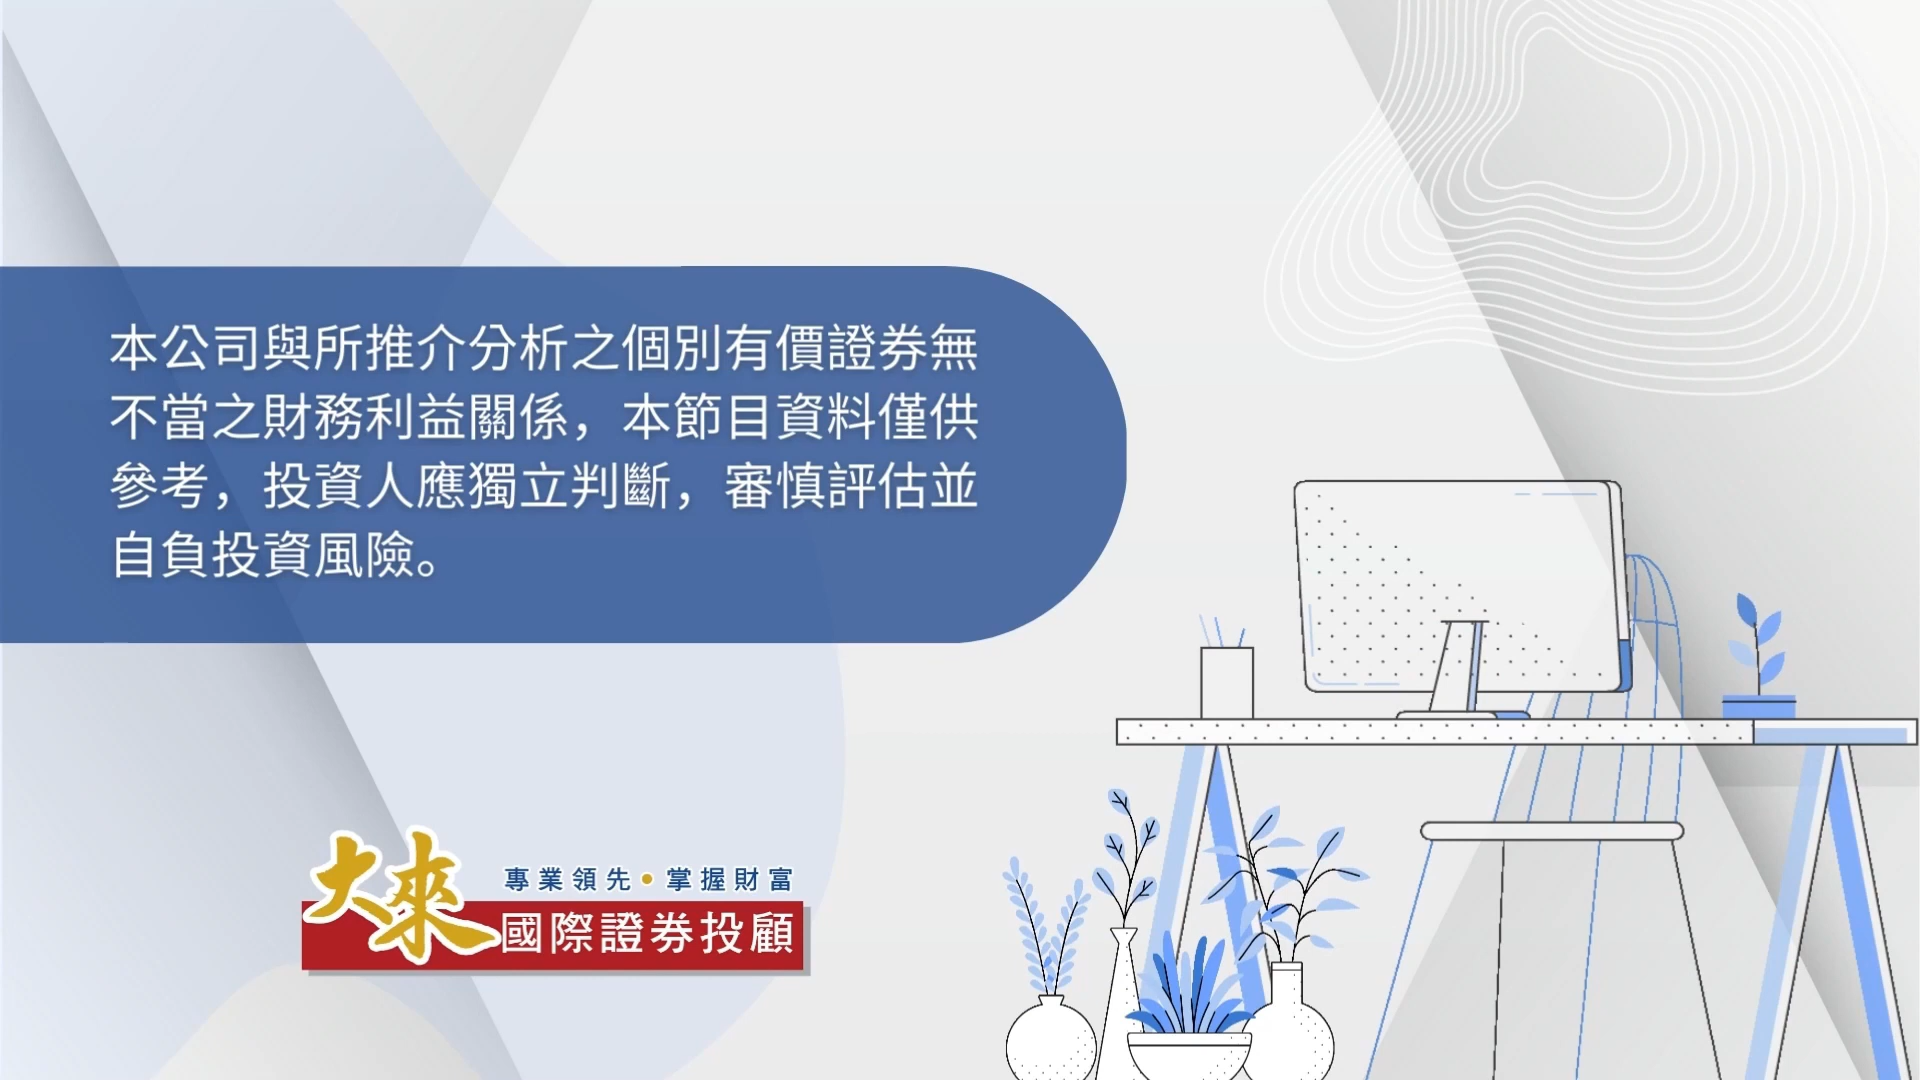 本公司與所推介分析之個別有價證券無
不當之財務利益關係，本節目資料僅供
參考，投資人應獨立判斷，審慎評估並
自負投資風險。
大來
專業領先•掌握財富
國際證券投顧